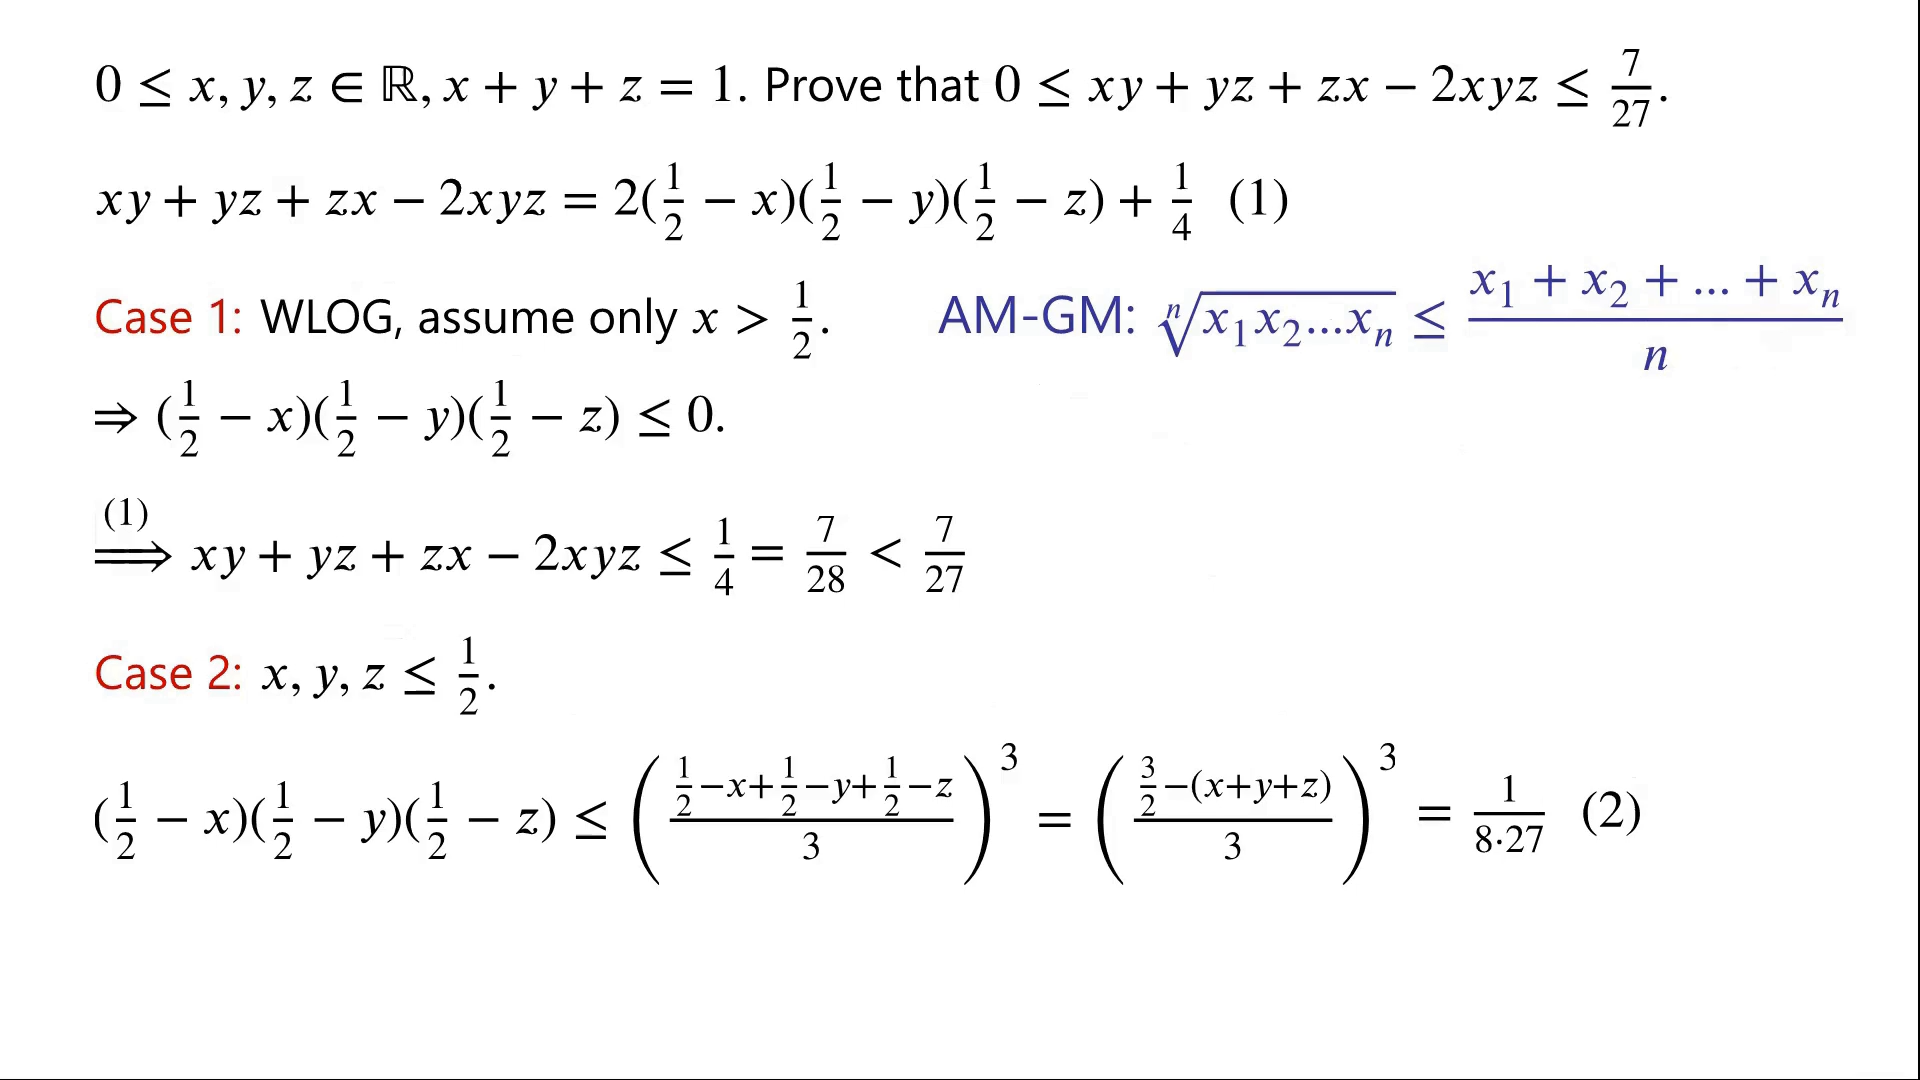 0 ≤ x, y, z ∈ ℝ, x + y + z = 1. Prove that 0 ≤ xy + yz + zx − 2xyz ≤ 7/27.
xy + yz + zx − 2xyz = 2(1/2 − x)(1/2 − y)(1/2 − z) + 1/4 (1)
Case 1: WLOG, assume only x > 1/2. AM-GM: ⁿ√(x₁x₂...xₙ) ≤ (x₁ + x₂ + ... + xₙ)/n
⇒ (1/2 − x)(1/2 − y)(1/2 − z) ≤ 0.
(1) ⟹ xy + yz + zx − 2xyz ≤ 1/4 = 7/28 < 7/27
Case 2: x, y, z ≤ 1/2.
(1/2 − x)(1/2 − y)(1/2 − z) ≤ ((1/2−x+1/2−y+1/2−z)/3)³ = ((3/2−(x+y+z))/3)³ = 1/(8·27) (2)